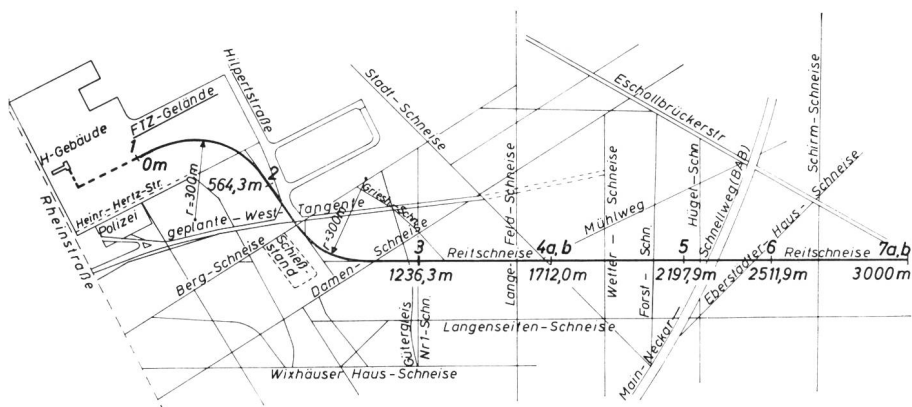 Rheinstraße
H-Gebäude
FTZ-Gelände
0m
Heinr.-Hertz-Str.
Polizei
r=300m
Hilpertstraße
564,3m
2
geplante-West-Tangente
Berg-Schneise
Schieß-
stand
r=300m
Damen-Schneise
Stadt-Schneise
3
1236,3m
Gütergleis
Nr1-Schn.
Wixhäuser Haus-Schneise
Langenseiten-Schneise
Reitschneise
Lange-Feld-Schneise
4a,b
1712,0m
Wetter-Schneise
Mühlweg
Forst-Schn.
Hügel-Schn
5
2197,9m
Eschollbrückerstr
Main-Neckar-Schnellweg(BAB)
Eberstädter-Haus-Schneise
Schirm-Schneise
6
2511,9m
Reitschneise
7a,b
3000m